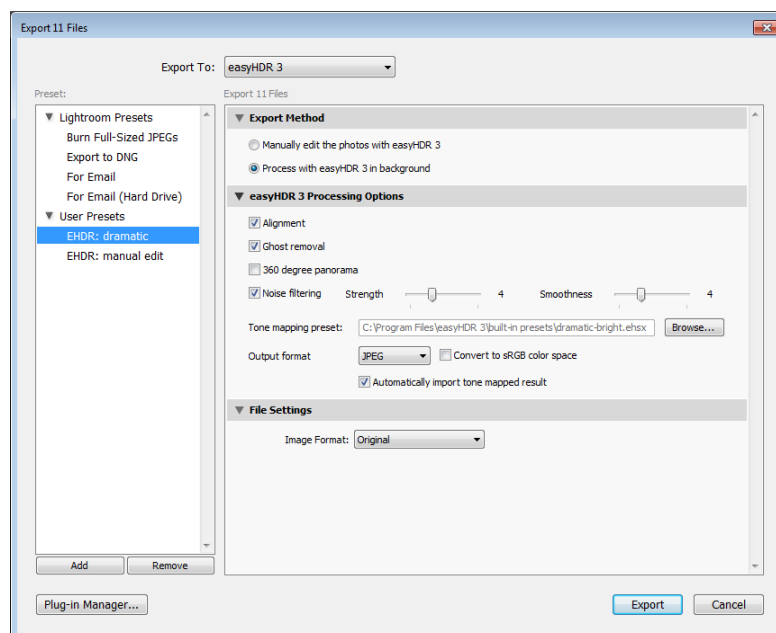 Export 11 Files
Export To: easyHDR 3
Preset:
Export 11 Files
Lightroom Presets
Burn Full-Sized JPEGs
Export to DNG
For Email
For Email (Hard Drive)
User Presets
EHDR: dramatic
EHDR: manual edit
Add Remove
Export Method
Manually edit the photos with easyHDR 3
Process with easyHDR 3 in background
easyHDR 3 Processing Options
Alignment
Ghost removal
360 degree panorama
Noise filtering Strength 4 Smoothness 4
Tone mapping preset: C:\Program Files\easyHDR 3\built-in presets\dramatic-bright.ehsx Browse...
Output format JPEG Convert to sRGB color space
Automatically import tone mapped result
File Settings
Image Format: Original
Plug-in Manager... Export Cancel